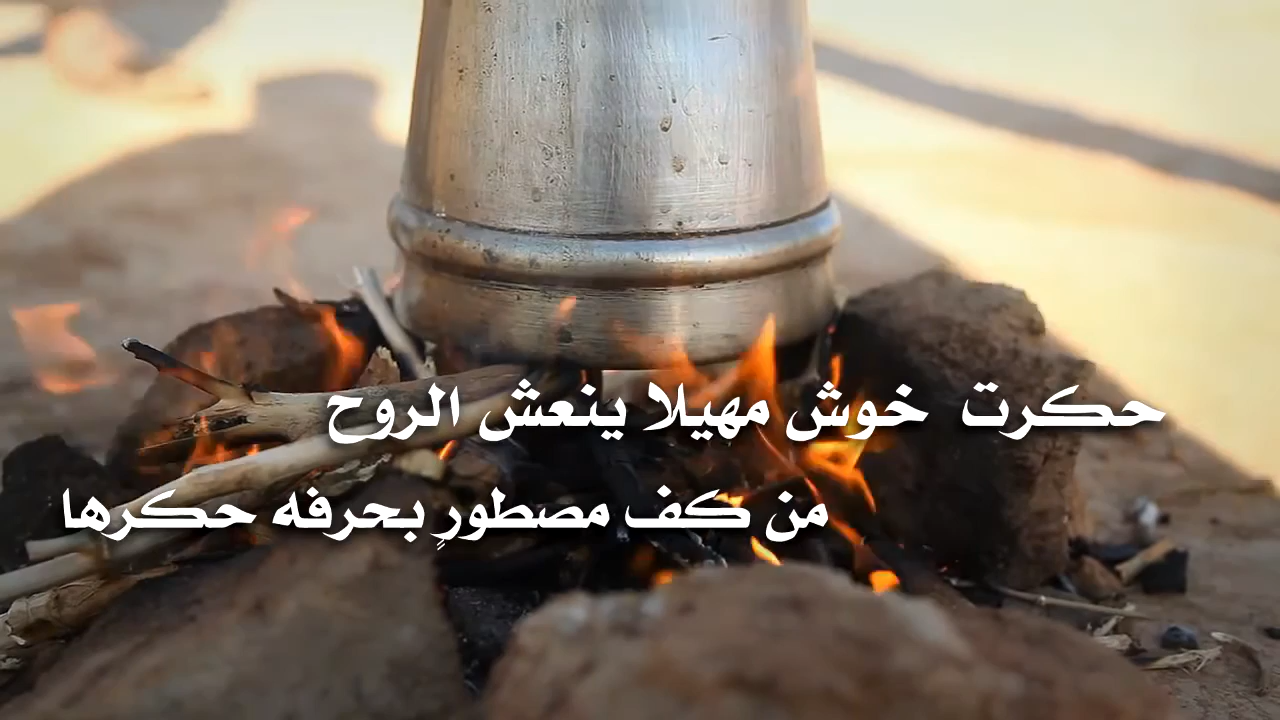 حكرت خوش مهيلا ينعش الروح
من كف مصطورٍ بحرفه حكرها